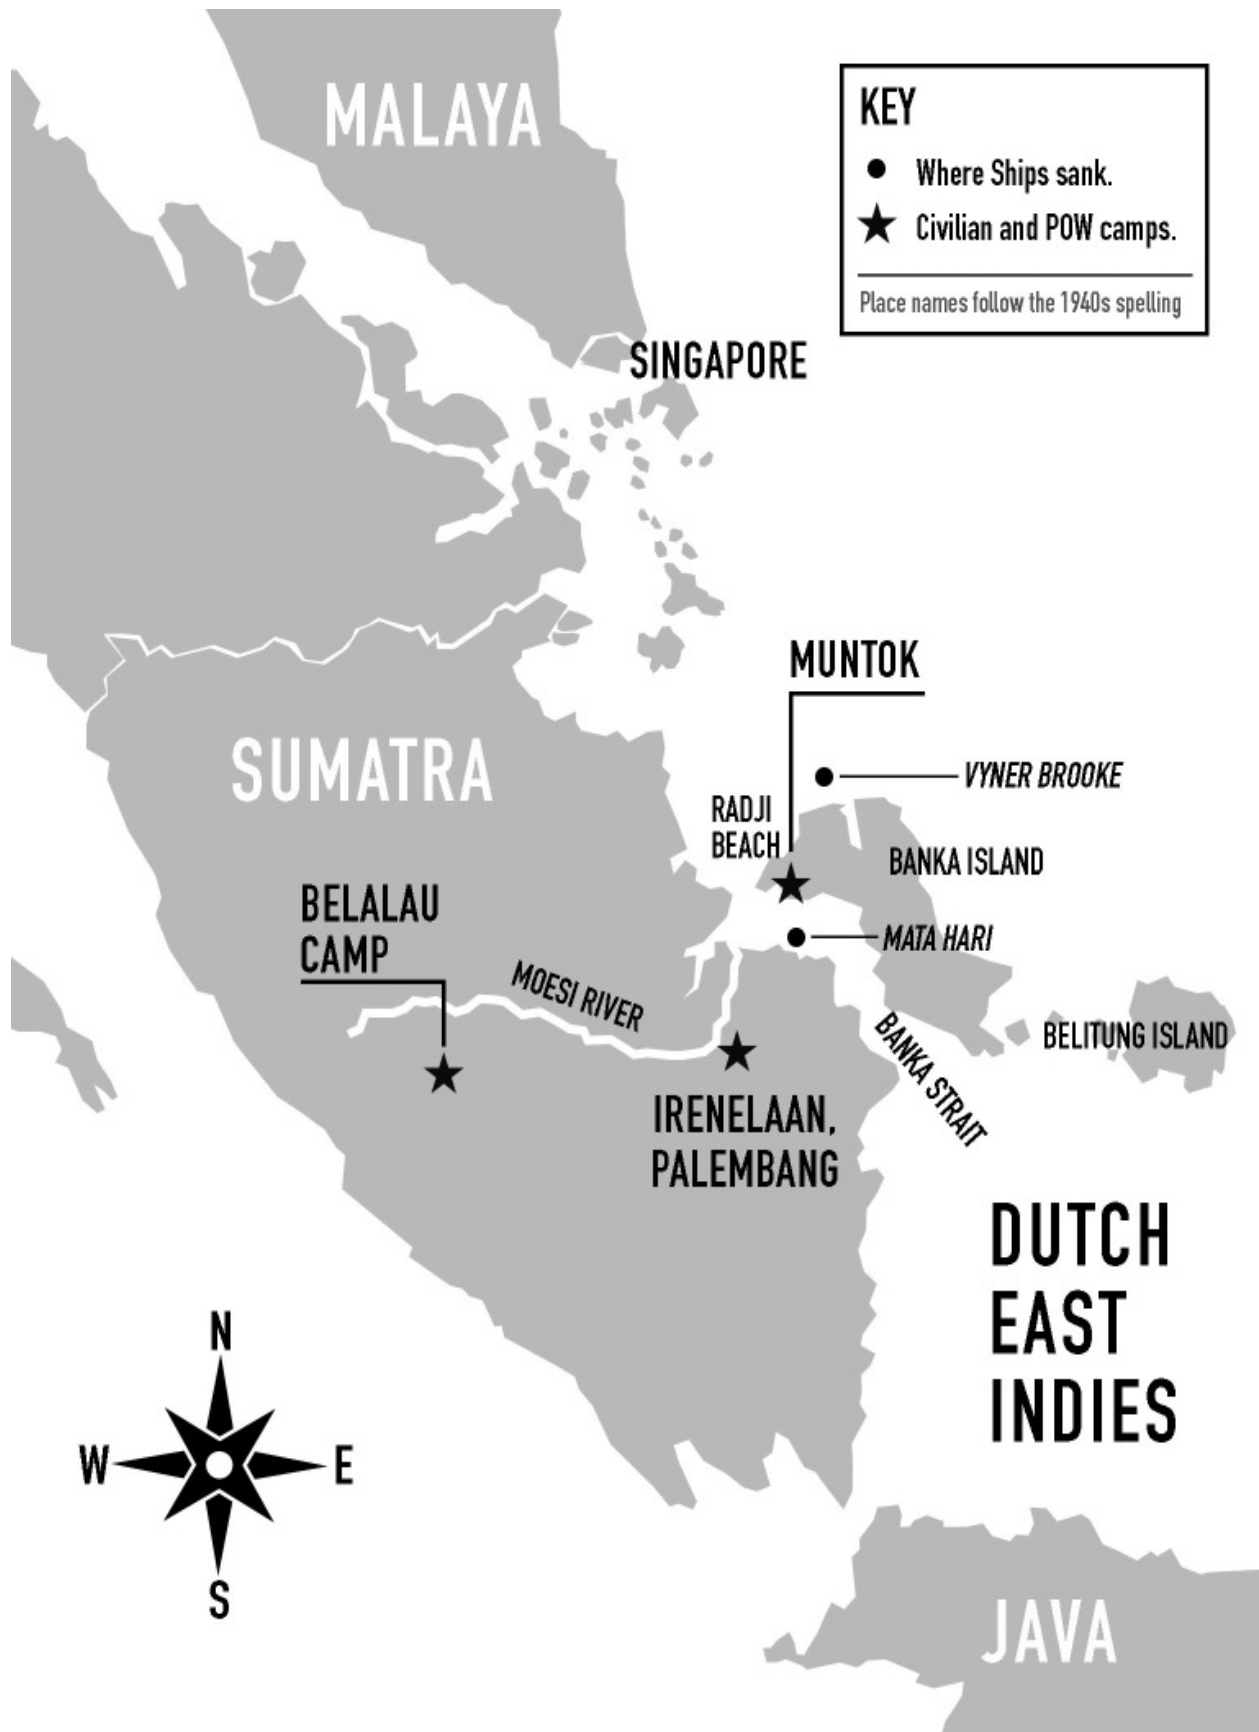 MALAYA
KEY
Where Ships sank.
Civilian and POW camps.
Place names follow the 1940s spelling
SINGAPORE
MUNTOK
SUMATRA
VYNER BROOKE
RADJI
BEACH
BANKA ISLAND
BELALAU
CAMP
MATA HARI
MOESI RIVER
BANKA STRAIT
BELITUNG ISLAND
IRENELAAN,
PALEMBANG
DUTCH
EAST
INDIES
N
W
E
S
JAVA